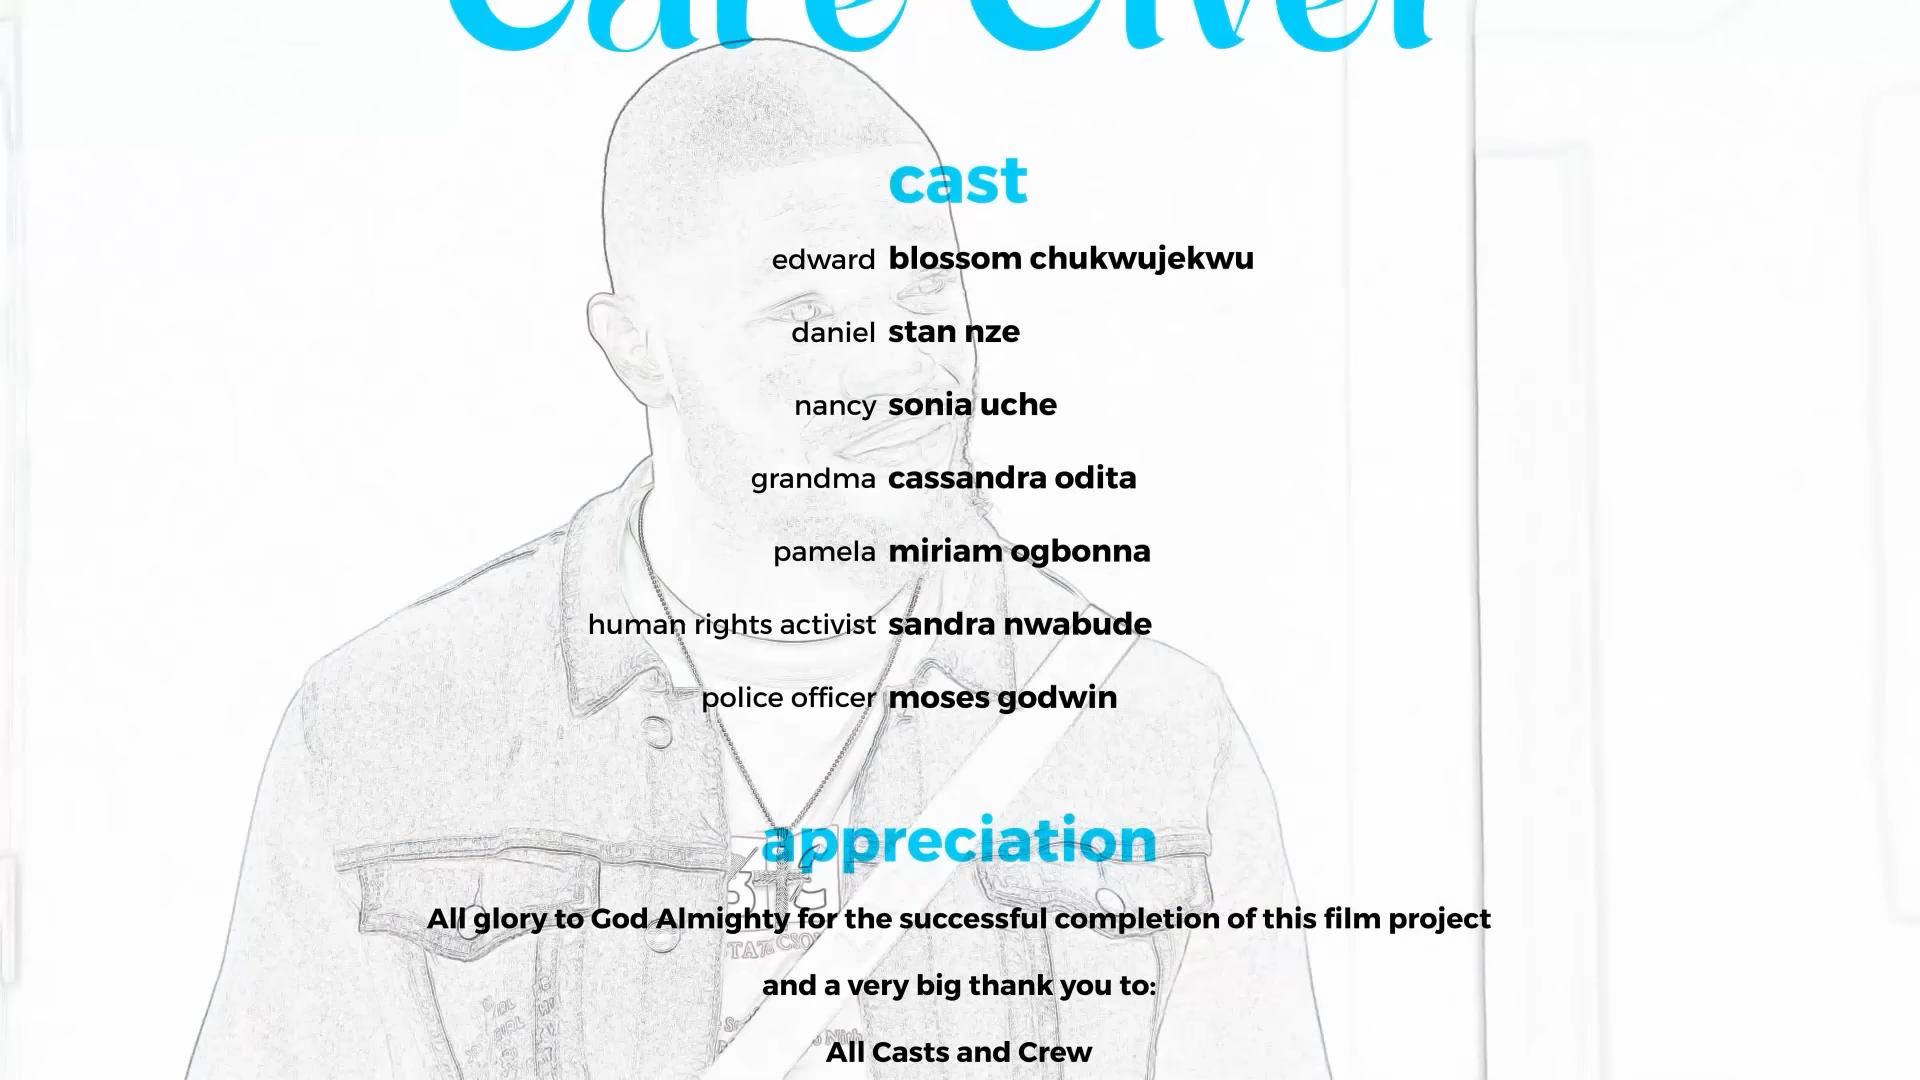 Care Giver
cast
edward blossom chukwujekwu
daniel stan nze
nancy sonia uche
grandma cassandra odita
pamela miriam ogbonna
human rights activist sandra nwabude
police officer moses godwin
appreciation
All glory to God Almighty for the successful completion of this film project
and a very big thank you to:
All Casts and Crew